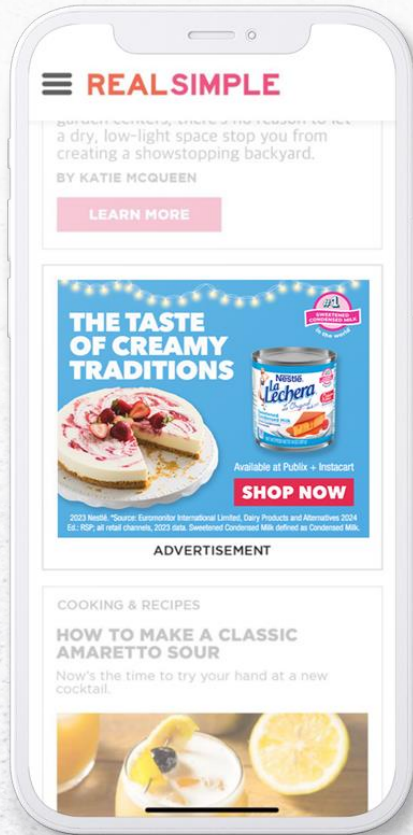 REALSIMPLE
garden centers, there's no reason to let
a dry, low-light space stop you from
creating a showstopping backyard.
BY KATIE MCQUEEN
LEARN MORE
THE TASTE
OF CREAMY
TRADITIONS
#1
SWEETENED
CONDENSED MILK
in the world
Nestlé
La
Lechera
Available at Publix + Instacart
SHOP NOW
2023 Nestlé. *Source: Euromonitor International Limited, Dairy Products and Alternatives 2024
Ed.: RSP; all retail channels, 2023 data. Sweetened Condensed Milk defined as Condensed Milk.
ADVERTISEMENT
COOKING & RECIPES
HOW TO MAKE A CLASSIC
AMARETTO SOUR
Now's the time to try your hand at a new
cocktail.